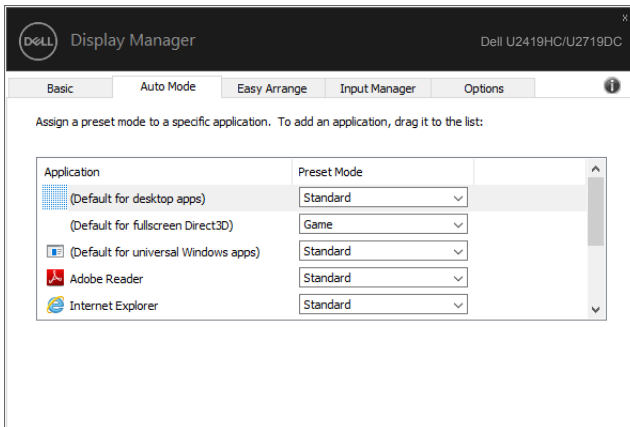 x
DELL
Display Manager
Dell U2419HC/U2719DC
Basic Auto Mode Easy Arrange Input Manager Options
Assign a preset mode to a specific application. To add an application, drag it to the list:
Application Preset Mode
(Default for desktop apps) Standard
(Default for fullscreen Direct3D) Game
(Default for universal Windows apps) Standard
Adobe Reader Standard
Internet Explorer Standard